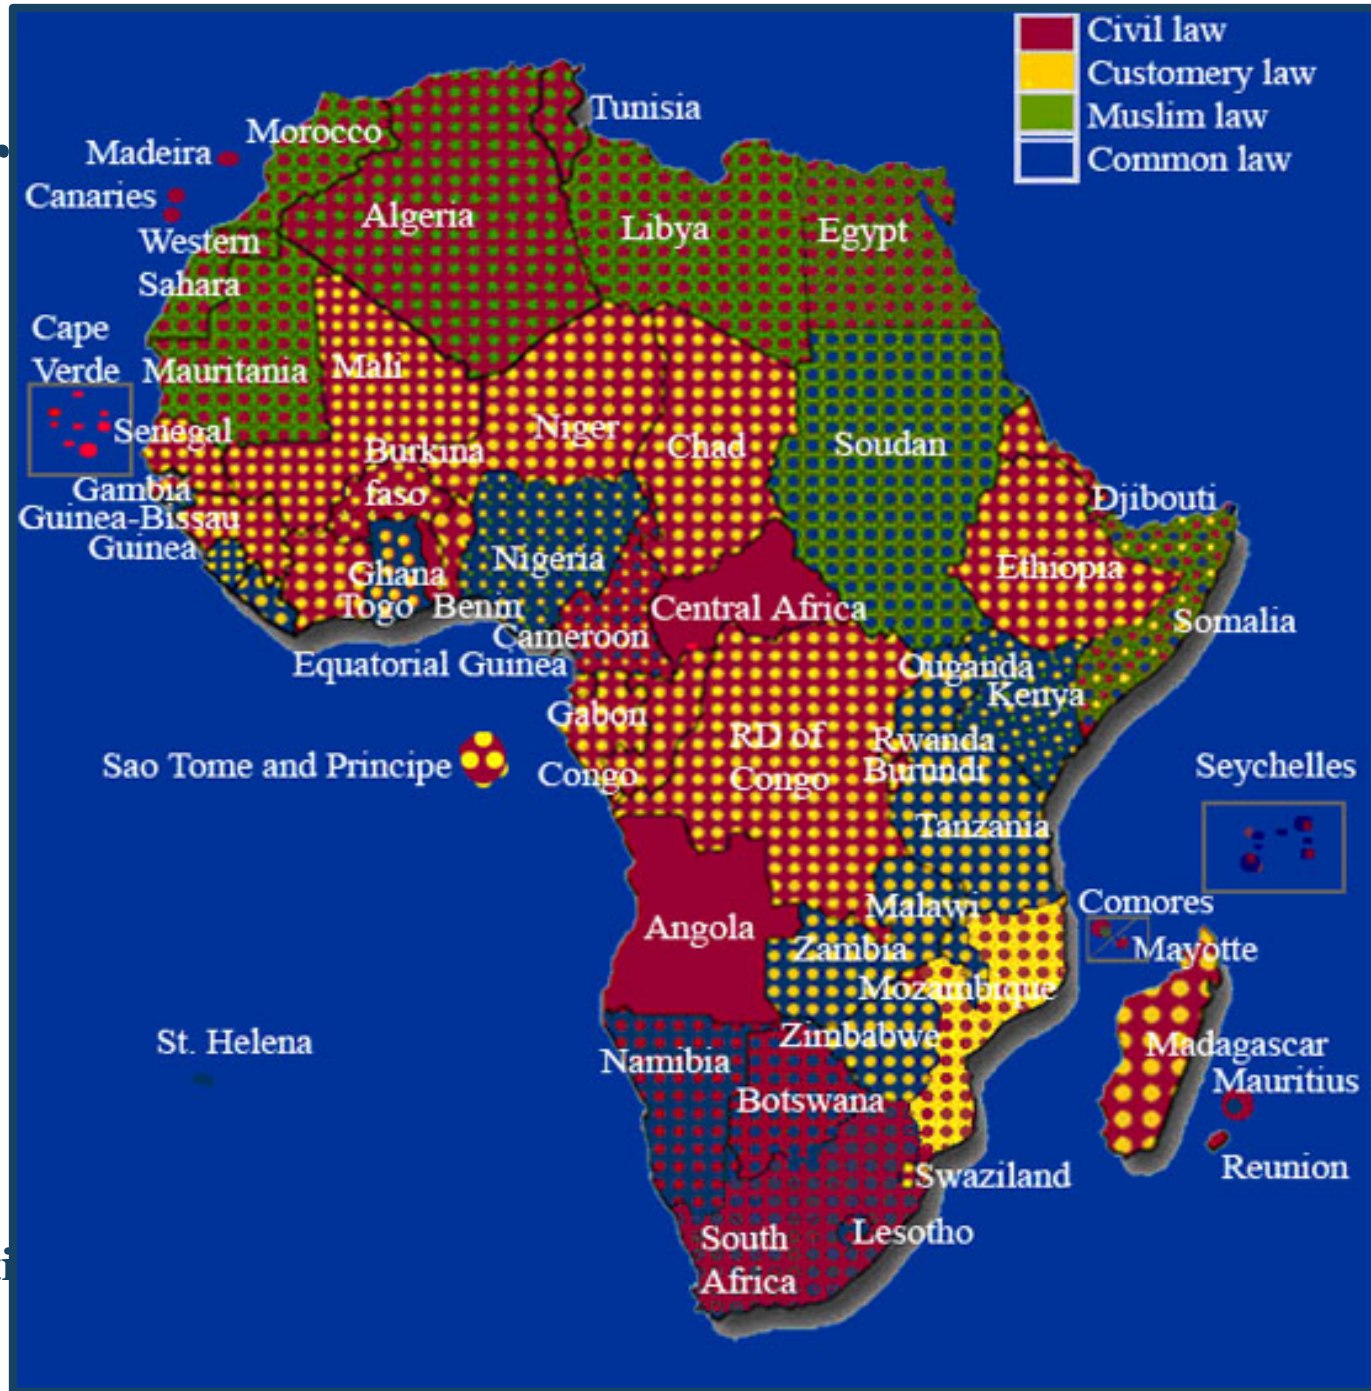 Civil law
Customery law
Muslim law
Common law
Tunisia
Morocco
Madeira
Canaries
Algeria
Libya
Egypt
Western
Sahara
Cape
Verde
Mauritania
Mali
Niger
Chad
Soudan
Senegal
Burkina
faso
Gambia
Guinea-Bissau
Guinea
Djibouti
Nigeria
Ethiopia
Ghana
Togo
Benin
Central Africa
Somalia
Cameroon
Equatorial Guinea
Ouganda
Kenya
Gabon
RD of
Congo
Rwanda
Burundi
Sao Tome and Principe
Congo
Seychelles
Tanzania
Malawi
Comores
Angola
Zambia
Mayotte
Mozambique
St. Helena
Zimbabwe
Namibia
Madagascar
Mauritius
Botswana
Swaziland
Reunion
South
Africa
Lesotho